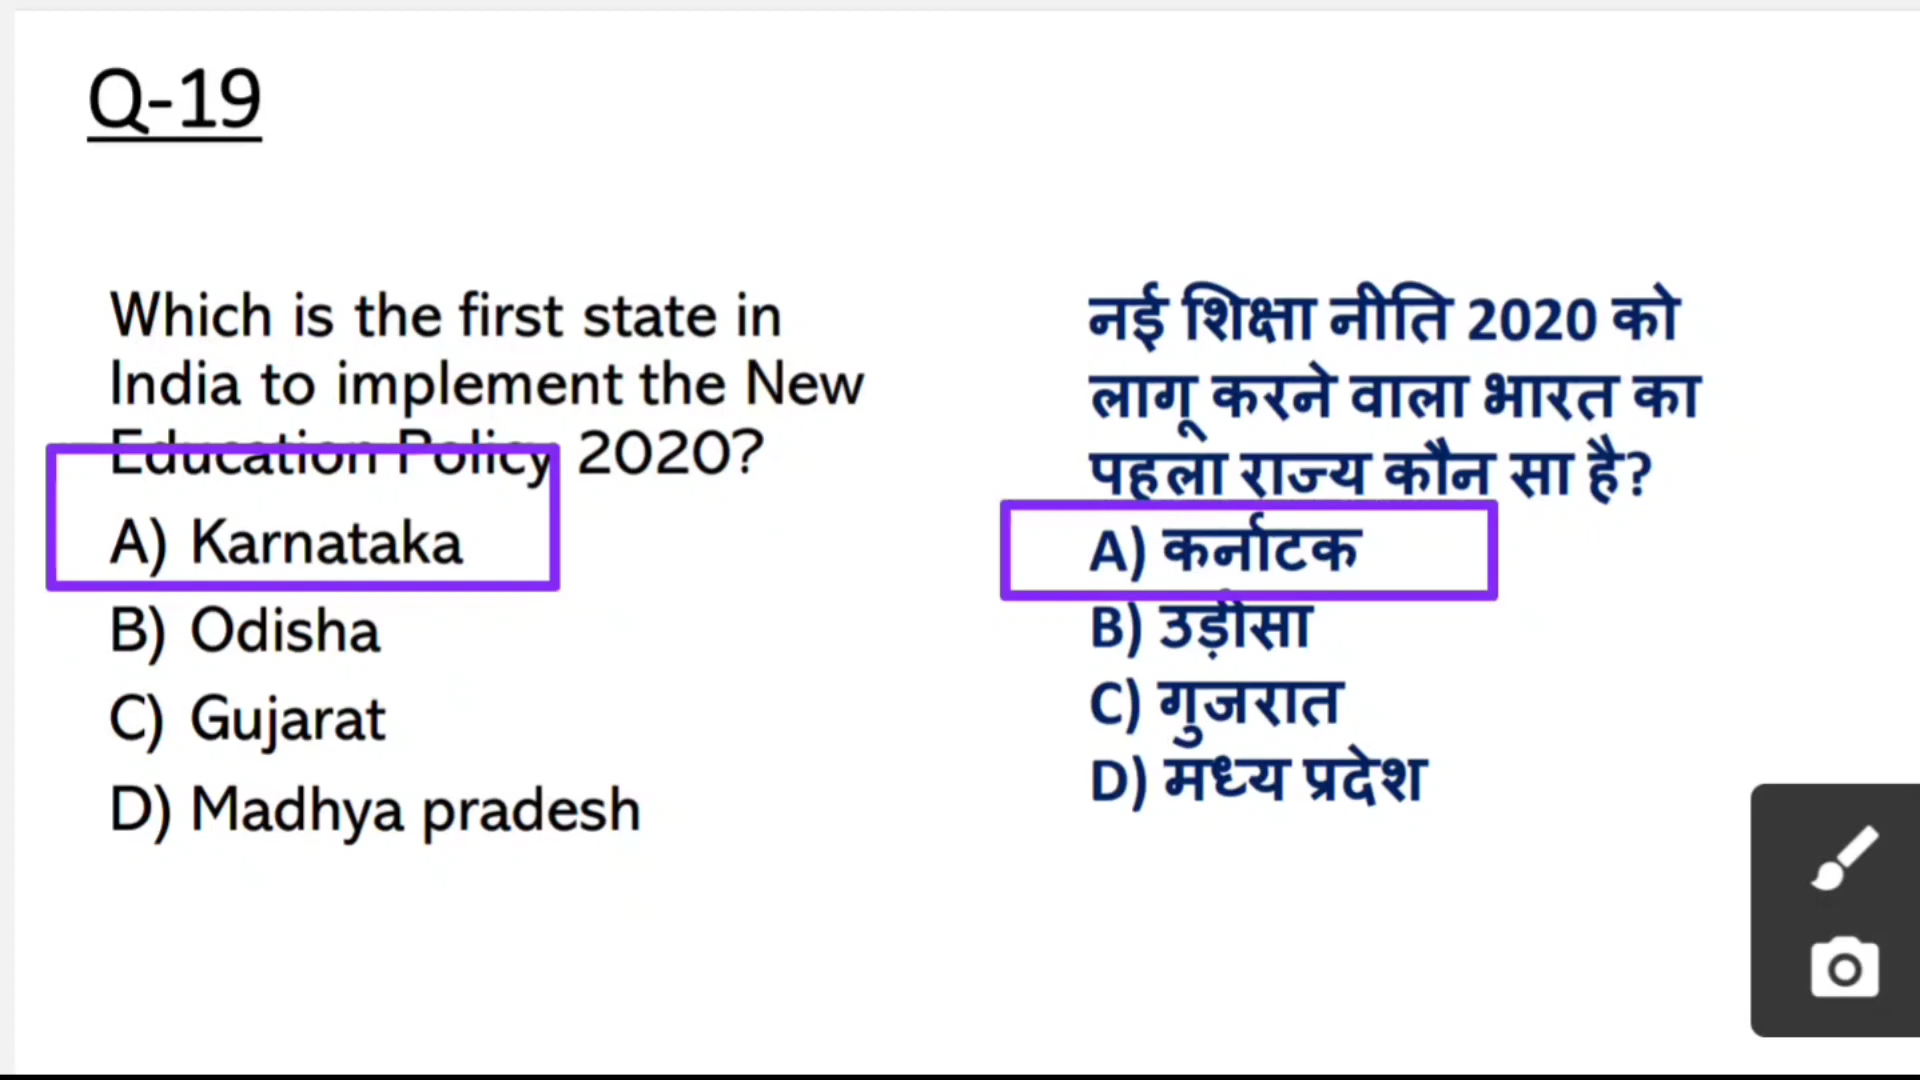 Q-19
Which is the first state in
India to implement the New
Education Policy 2020?
A) Karnataka
B) Odisha
C) Gujarat
D) Madhya pradesh
नई शिक्षा नीति 2020 को
लागू करने वाला भारत का
पहला राज्य कौन सा है?
A) कर्नाटक
B) उड़ीसा
C) गुजरात
D) मध्य प्रदेश